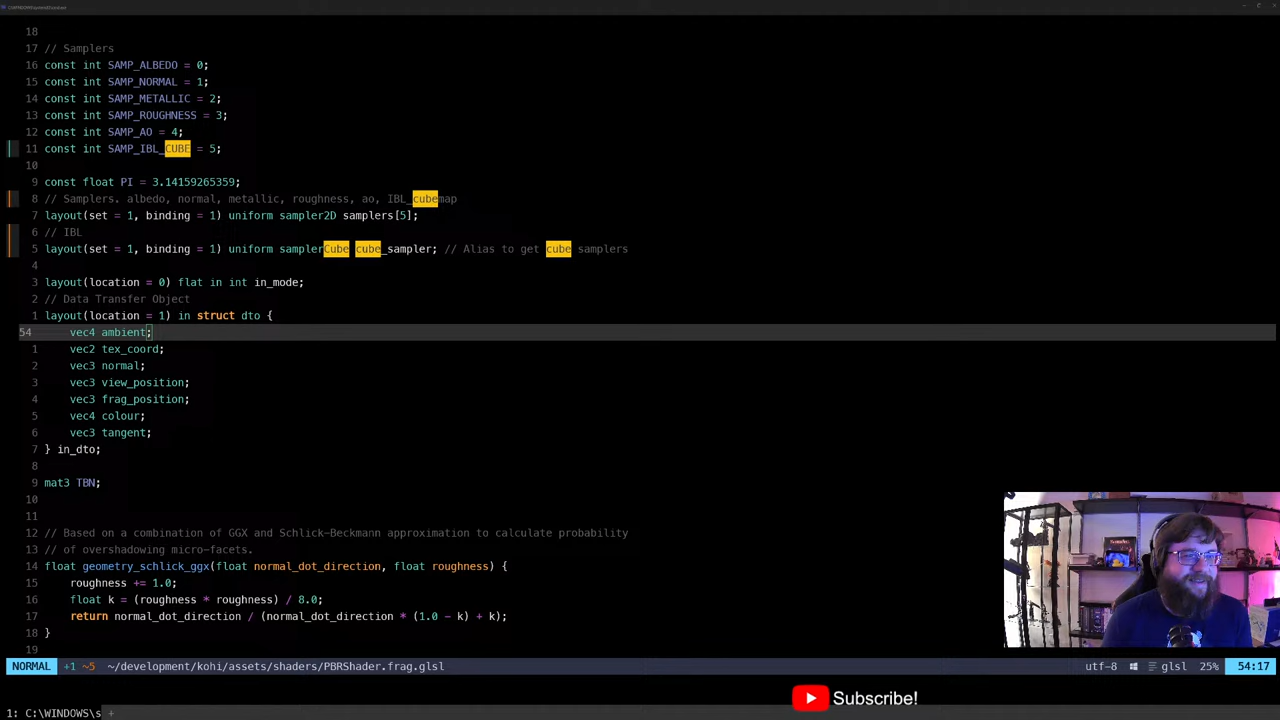 18
17 // Samplers
16 const int SAMP_ALBEDO = 0;
15 const int SAMP_NORMAL = 1;
14 const int SAMP_METALLIC = 2;
13 const int SAMP_ROUGHNESS = 3;
12 const int SAMP_AO = 4;
11 const int SAMP_IBL_CUBE = 5;
10
9 const float PI = 3.14159265359;
8 // Samplers. albedo, normal, metallic, roughness, ao, IBL_cubemap
7 layout(set = 1, binding = 1) uniform sampler2D samplers[5];
6 // IBL
5 layout(set = 1, binding = 1) uniform samplerCube cube_sampler; // Alias to get cube samplers
4
3 layout(location = 0) flat in int in_mode;
2 // Data Transfer Object
1 layout(location = 1) in struct dto {
54 vec4 ambient;
1 vec2 tex_coord;
2 vec3 normal;
3 vec3 view_position;
4 vec3 frag_position;
5 vec4 colour;
6 vec3 tangent;
7 } in_dto;
8
9 mat3 TBN;
10
11
12 // Based on a combination of GGX and Schlick-Beckmann approximation to calculate probability
13 // of overshadowing micro-facets.
14 float geometry_schlick_ggx(float normal_dot_direction, float roughness) {
15 roughness += 1.0;
16 float k = (roughness * roughness) / 8.0;
17 return normal_dot_direction / (normal_dot_direction * (1.0 - k) + k);
18 }
19
NORMAL +1 ~5 ~/development/kohi/assets/shaders/PBRShader.frag.glsl utf-8 glsl 25% 54:17
Subscribe!
1: C:\WINDOWS\s +